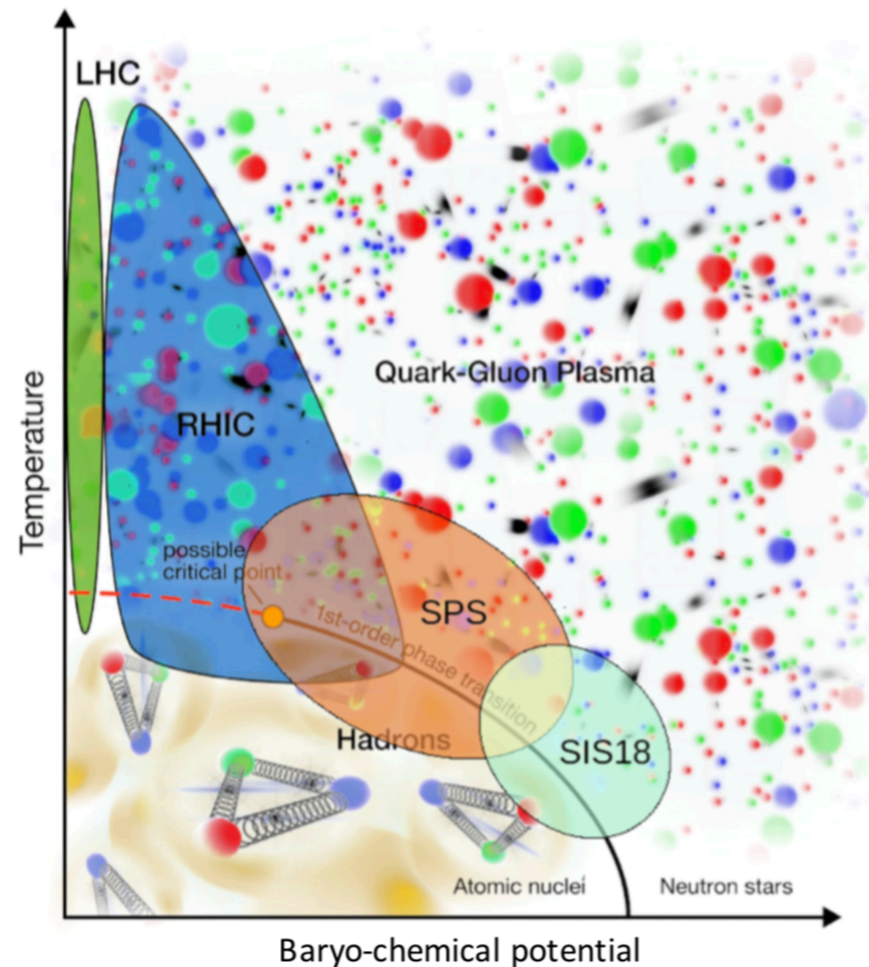 LHC
Temperature
Quark-Gluon Plasma
RHIC
possible
critical point
1st-order phase transition
SPS
Hadrons
SIS18
Atomic nuclei
Neutron stars
Baryo-chemical potential